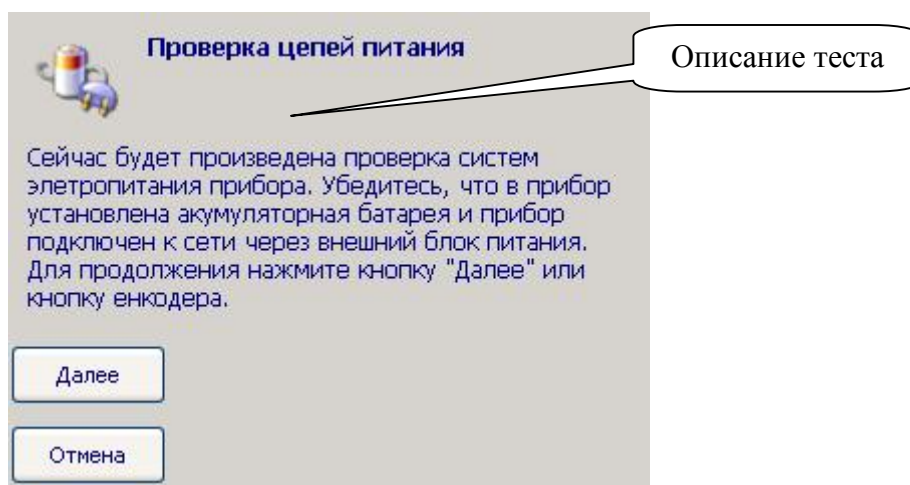 Проверка цепей питания
Описание теста
Сейчас будет произведена проверка систем
элетропитания прибора. Убедитесь, что в прибор
установлена акумуляторная батарея и прибор
подключен к сети через внешний блок питания.
Для продолжения нажмите кнопку "Далее" или
кнопку енкодера.
Далее
Отмена